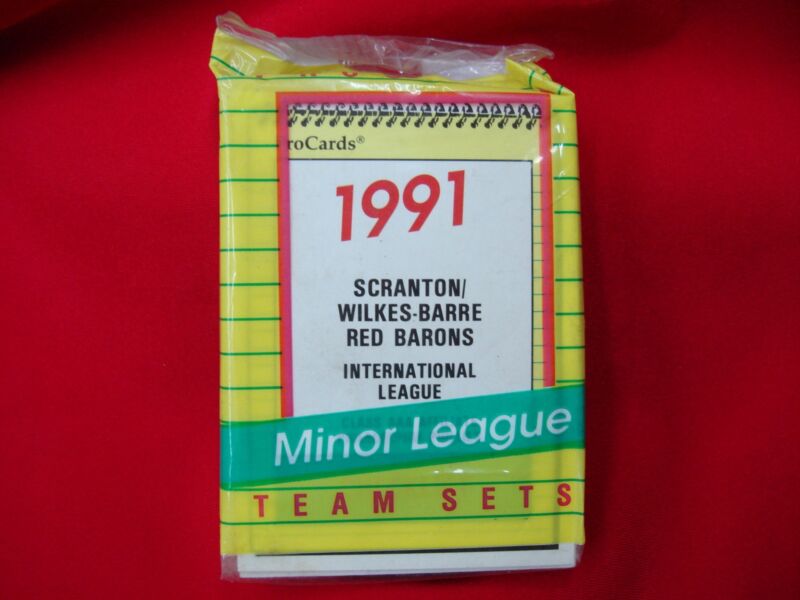 roCards®
1991
SCRANTON/
WILKES-BARRE
RED BARONS
INTERNATIONAL
LEAGUE
Minor League
TEAM SETS